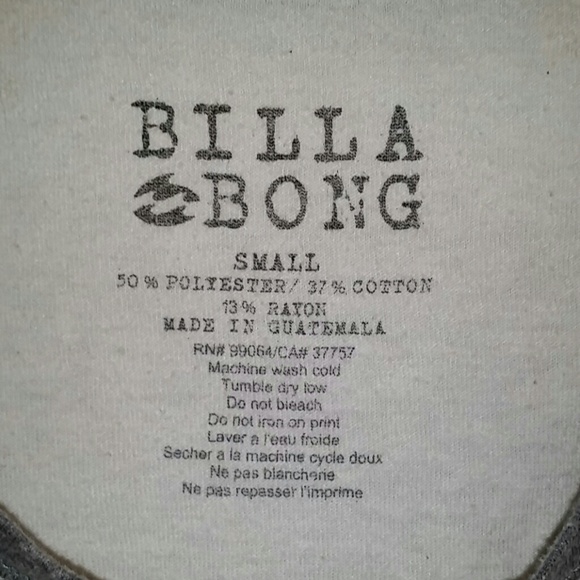 BILLA
BONG
SMALL
50% POLYESTER/ 37% COTTON
13% RAYON
MADE IN GUATEMALA
RN# 99064/CA# 37757
Machine wash cold
Tumble dry low
Do not bleach
Do not iron on print
Laver a l'eau froide
Secher a la machine cycle doux
Ne pas blancherie
Ne pas repasser l'imprime